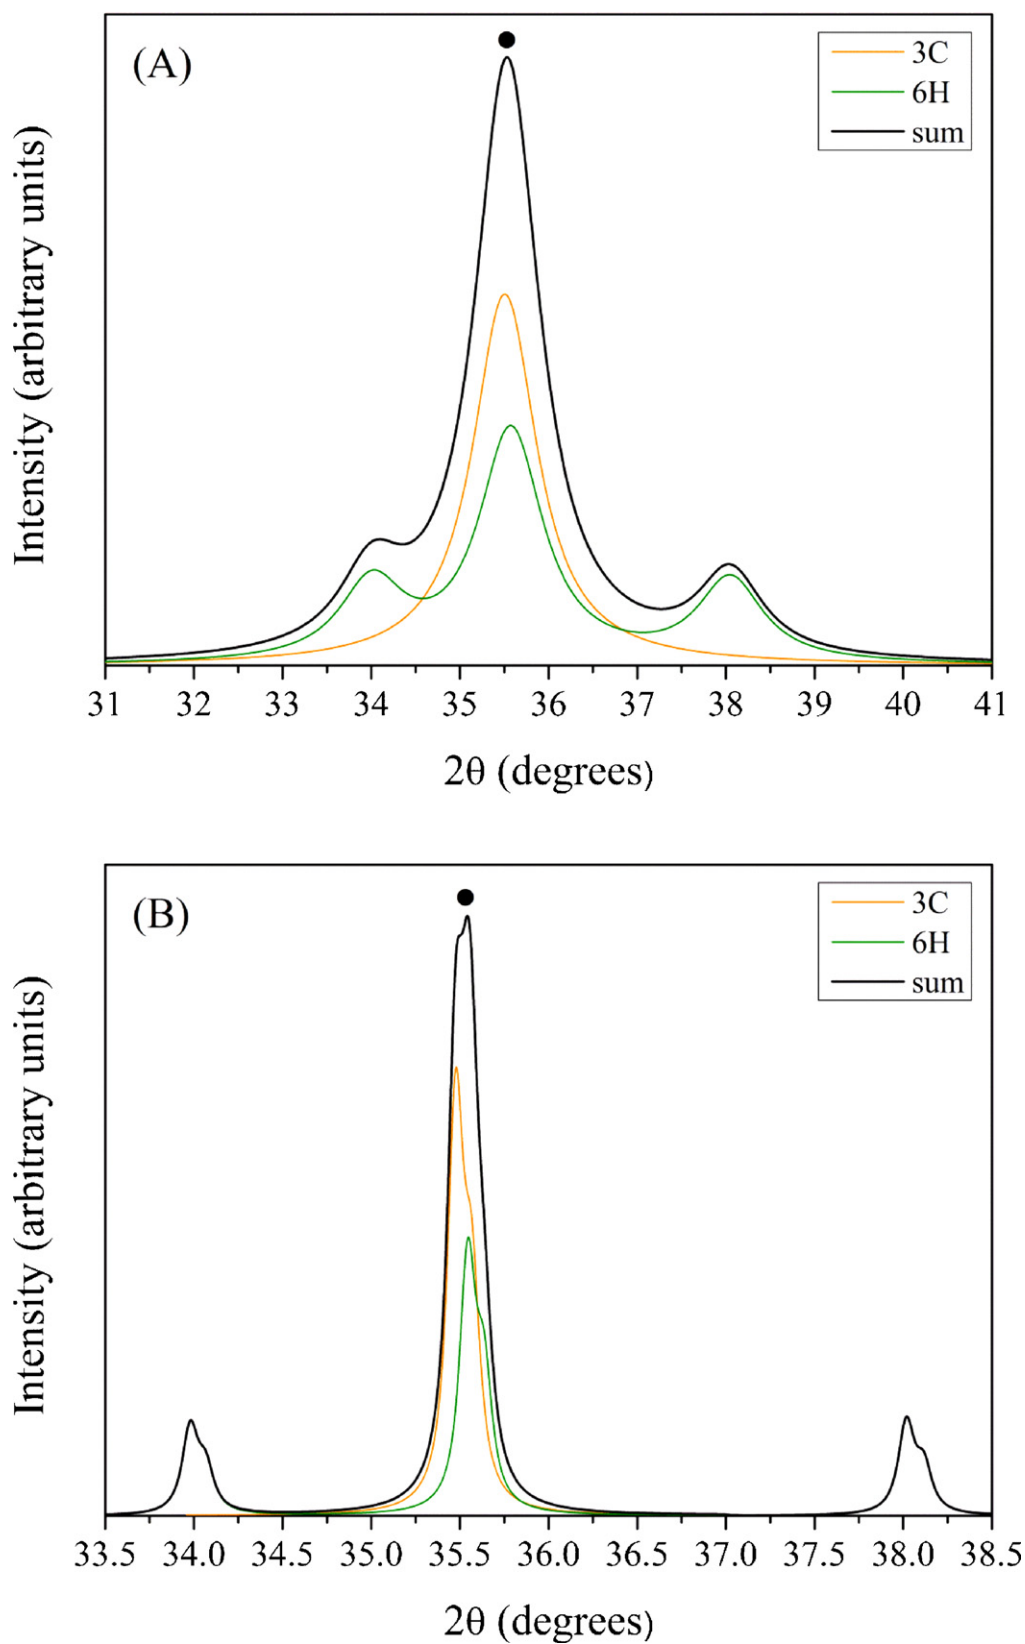 (A)
3C
6H
sum
Intensity (arbitrary units)
31 32 33 34 35 36 37 38 39 40 41
2θ (degrees)
(B)
3C
6H
sum
Intensity (arbitrary units)
33.5 34.0 34.5 35.0 35.5 36.0 36.5 37.0 37.5 38.0 38.5
2θ (degrees)